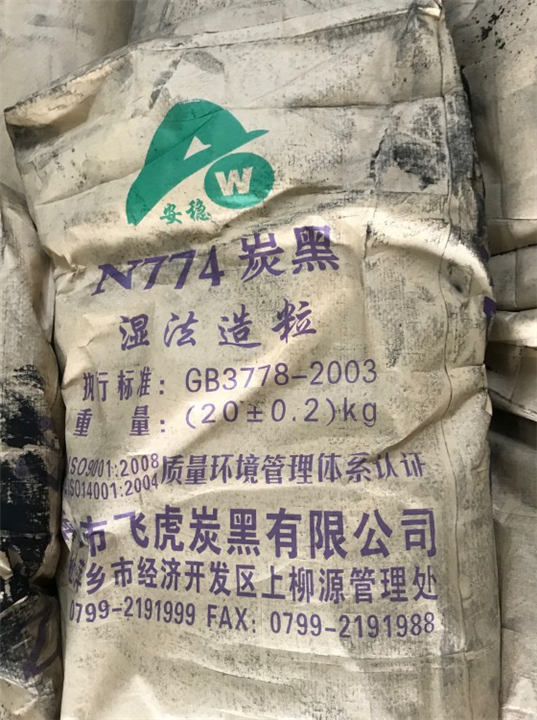 W
安稳
N774 炭黑
湿法造粒
执行标准：GB3778-2003
重 量：(20±0.2)kg
ISO9001:2008
ISO14001:2004 质量环境管理体系认证
市飞虎炭黑有限公司
乡市经济开发区上柳源管理处
0799-2191999 FAX: 0799-2191988